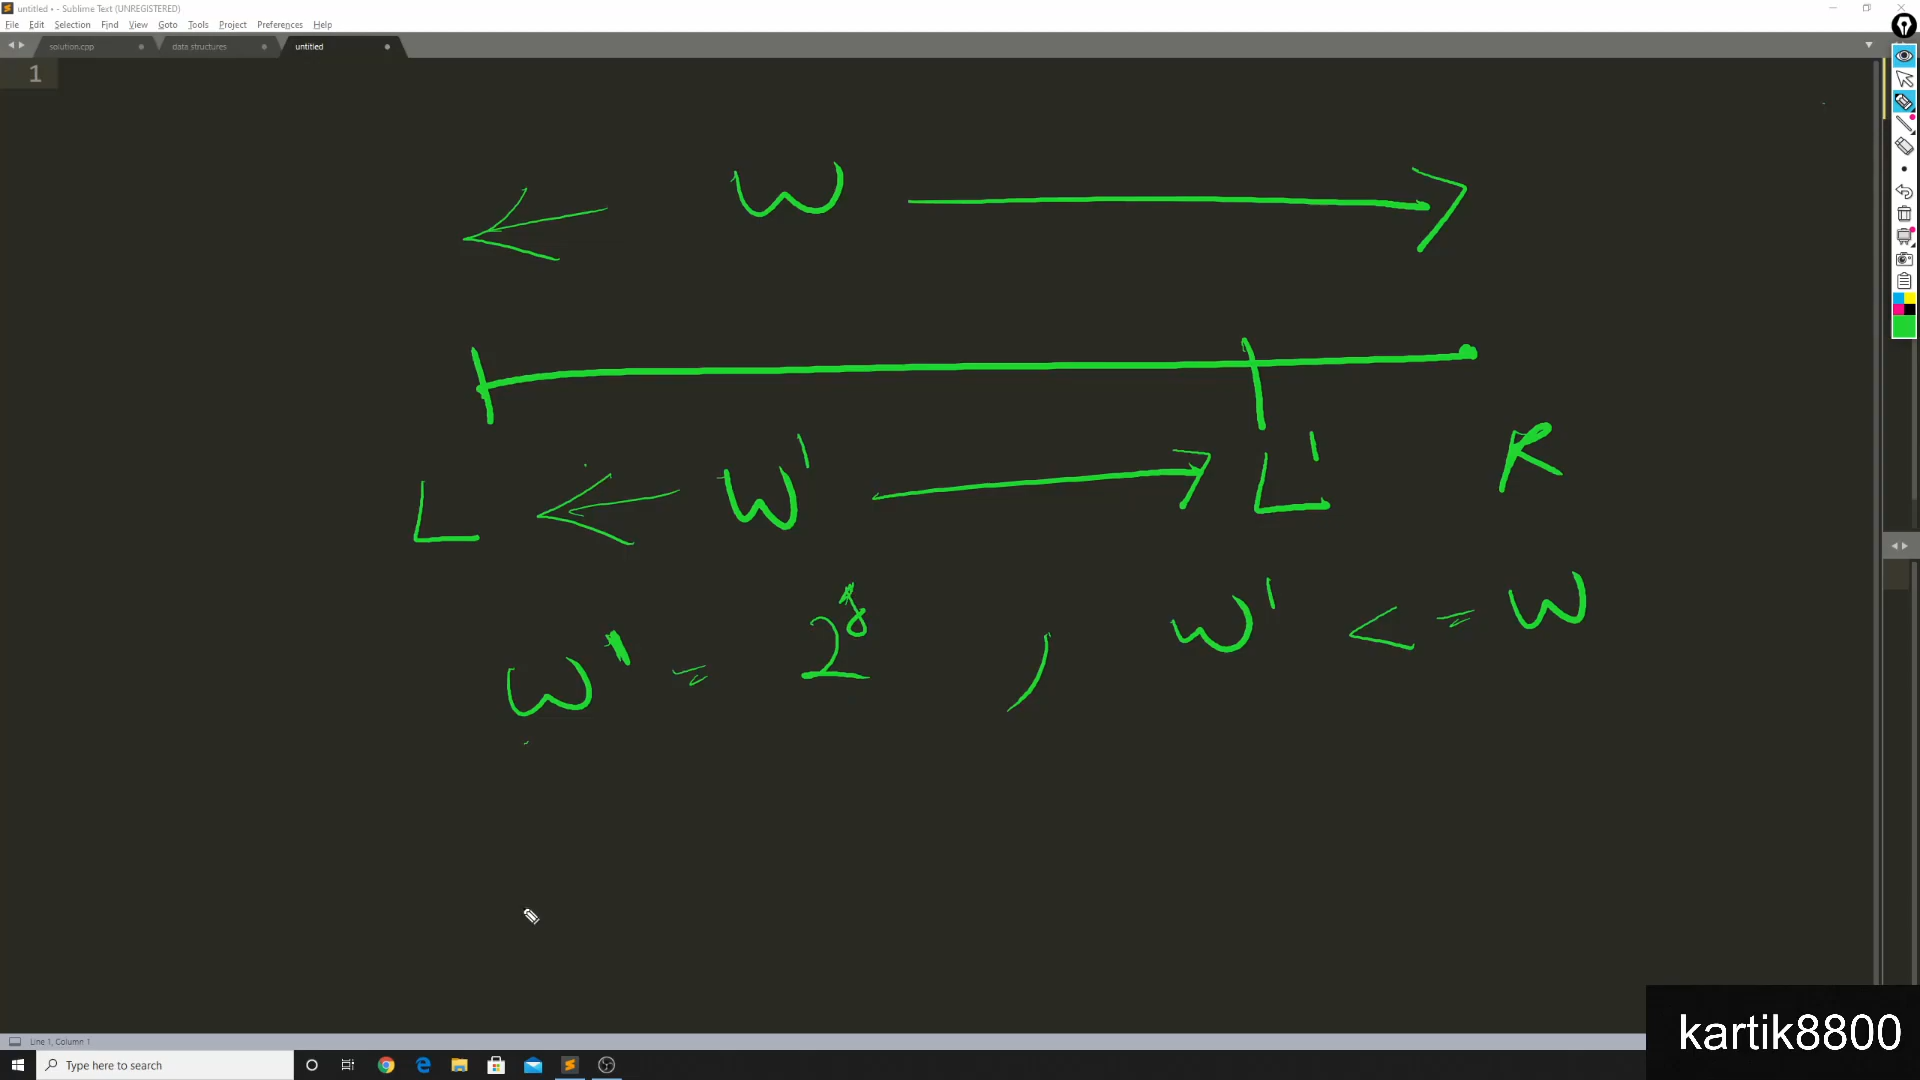 untitled • - Sublime Text (UNREGISTERED)
File Edit Selection Find View Goto Tools Project Preferences Help
solution.cpp data structures untitled
1
W
L W' L' R
W' = 2 , W' <= W
Line 1, Column 1
Type here to search
kartik8800